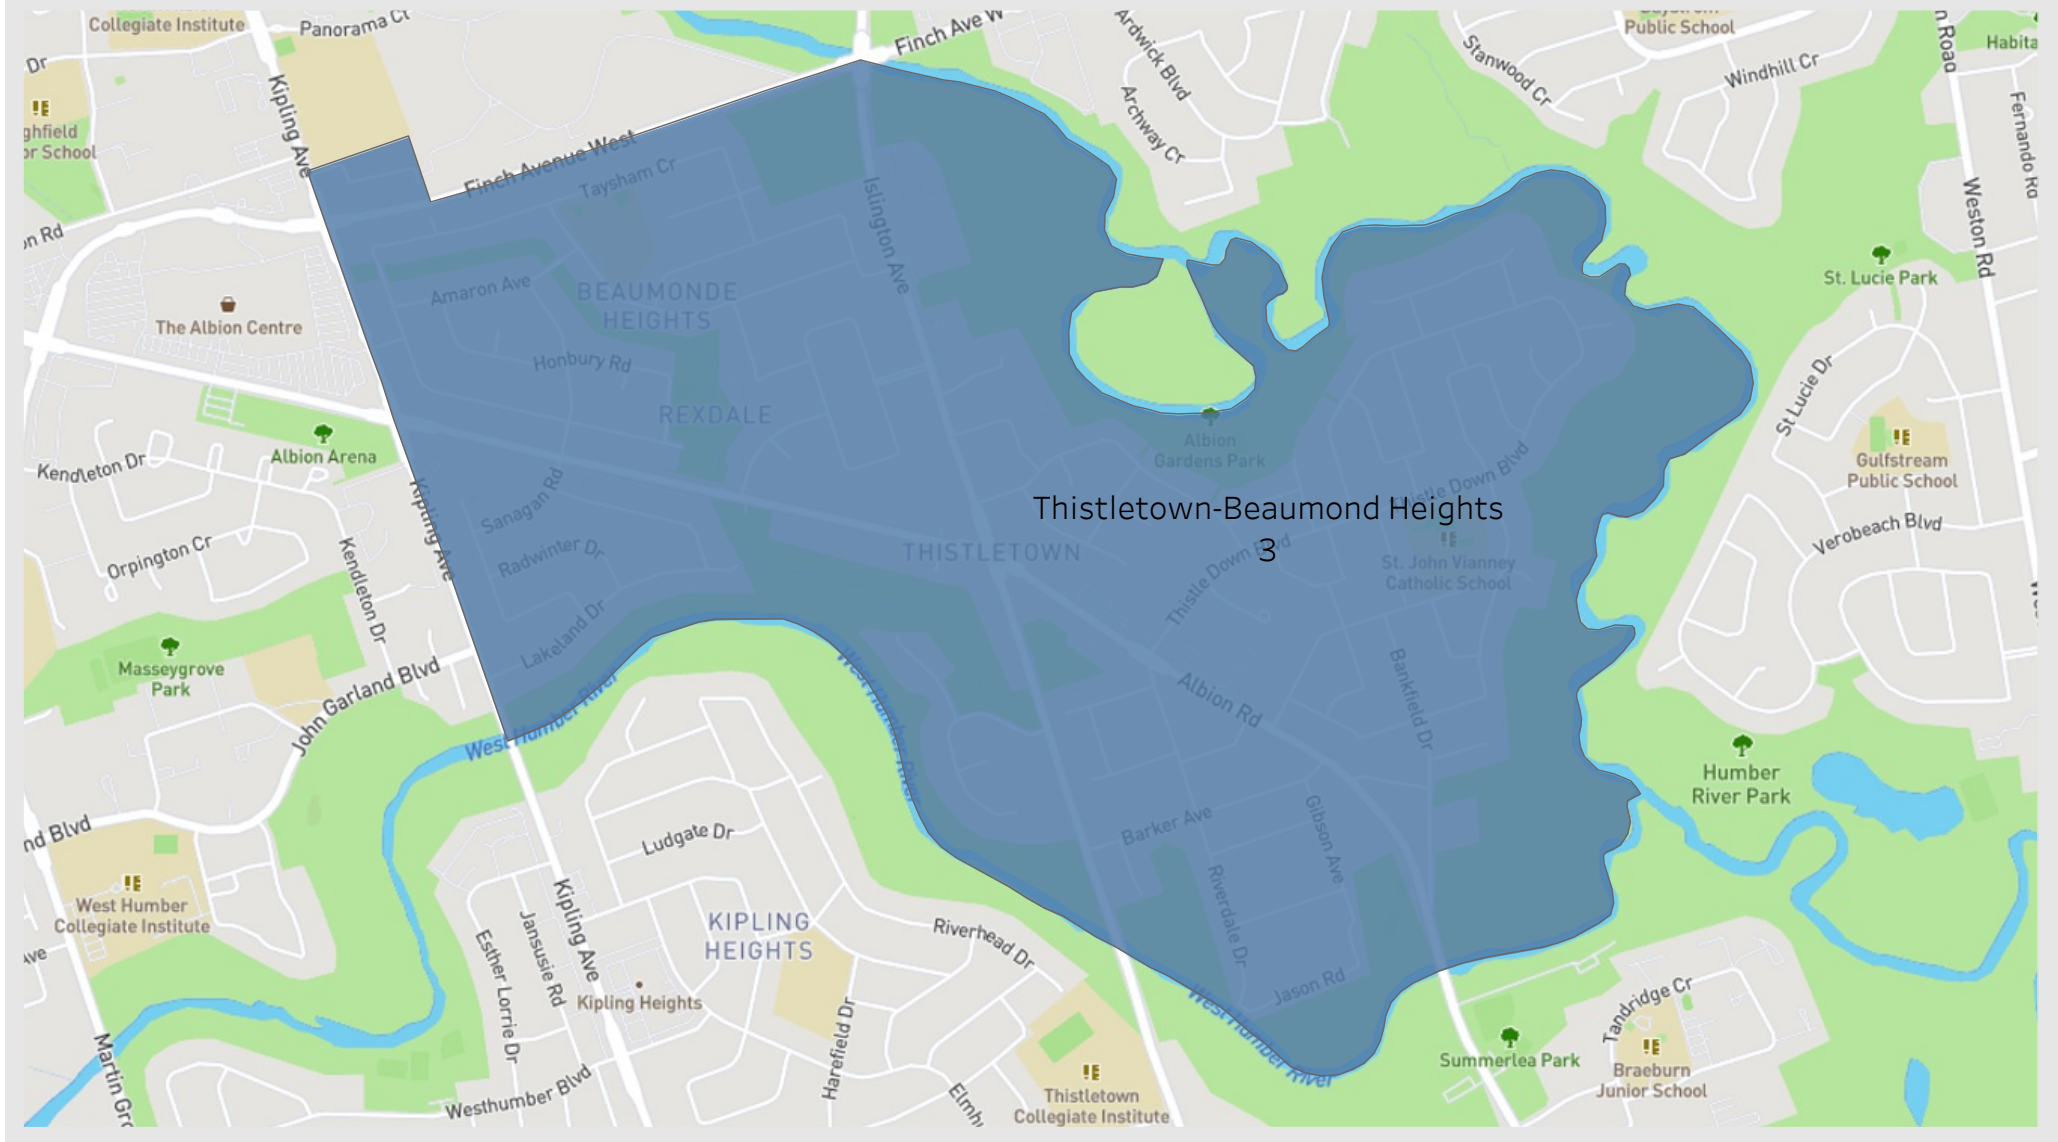 Collegiate Institute
Panorama Ct
Finch Ave W
Ardwick Blvd
Public School
Stanwood Cr
Windhill Cr
n Road
Habita
Dr
Kipling Ave
Archway Cr
Fernando Rd
ghfield
or School
Finch Avenue West
Taysham Cr
Islington Ave
Weston Rd
on Rd
St. Lucie Park
The Albion Centre
Amaron Ave
BEAUMONDE
HEIGHTS
Honbury Rd
REXDALE
St Lucie Dr
Albion Arena
Albion
Gardens Park
Kendleton Dr
Kipling Ave
Sanagan Rd
Thistle Down Blvd
Gulfstream
Public School
Thistletown-Beaumond Heights
3
Verobeach Blvd
Orpington Cr
Kendleton Dr
Radwinter Dr
THISTLETOWN
Thistle Down Blvd
St. John Vianney
Catholic School
Lakeland Dr
Masseygrove
Park
John Garland Blvd
West Humber River
West Humber River
Albion Rd
Bankfield Dr
Humber
River Park
nd Blvd
Ludgate Dr
Barker Ave
Gibson Ave
West Humber
Collegiate Institute
Kipling Ave
Jansusie Rd
Esther Lorrie Dr
KIPLING
HEIGHTS
Riverhead Dr
Riverdale Dr
Ave
Kipling Heights
Jason Rd
West Humber River
Tandridge Cr
Martin Gro
Harefield Dr
Summerlea Park
Braeburn
Junior School
Westhumber Blvd
Elmh
Thistletown
Collegiate Institute